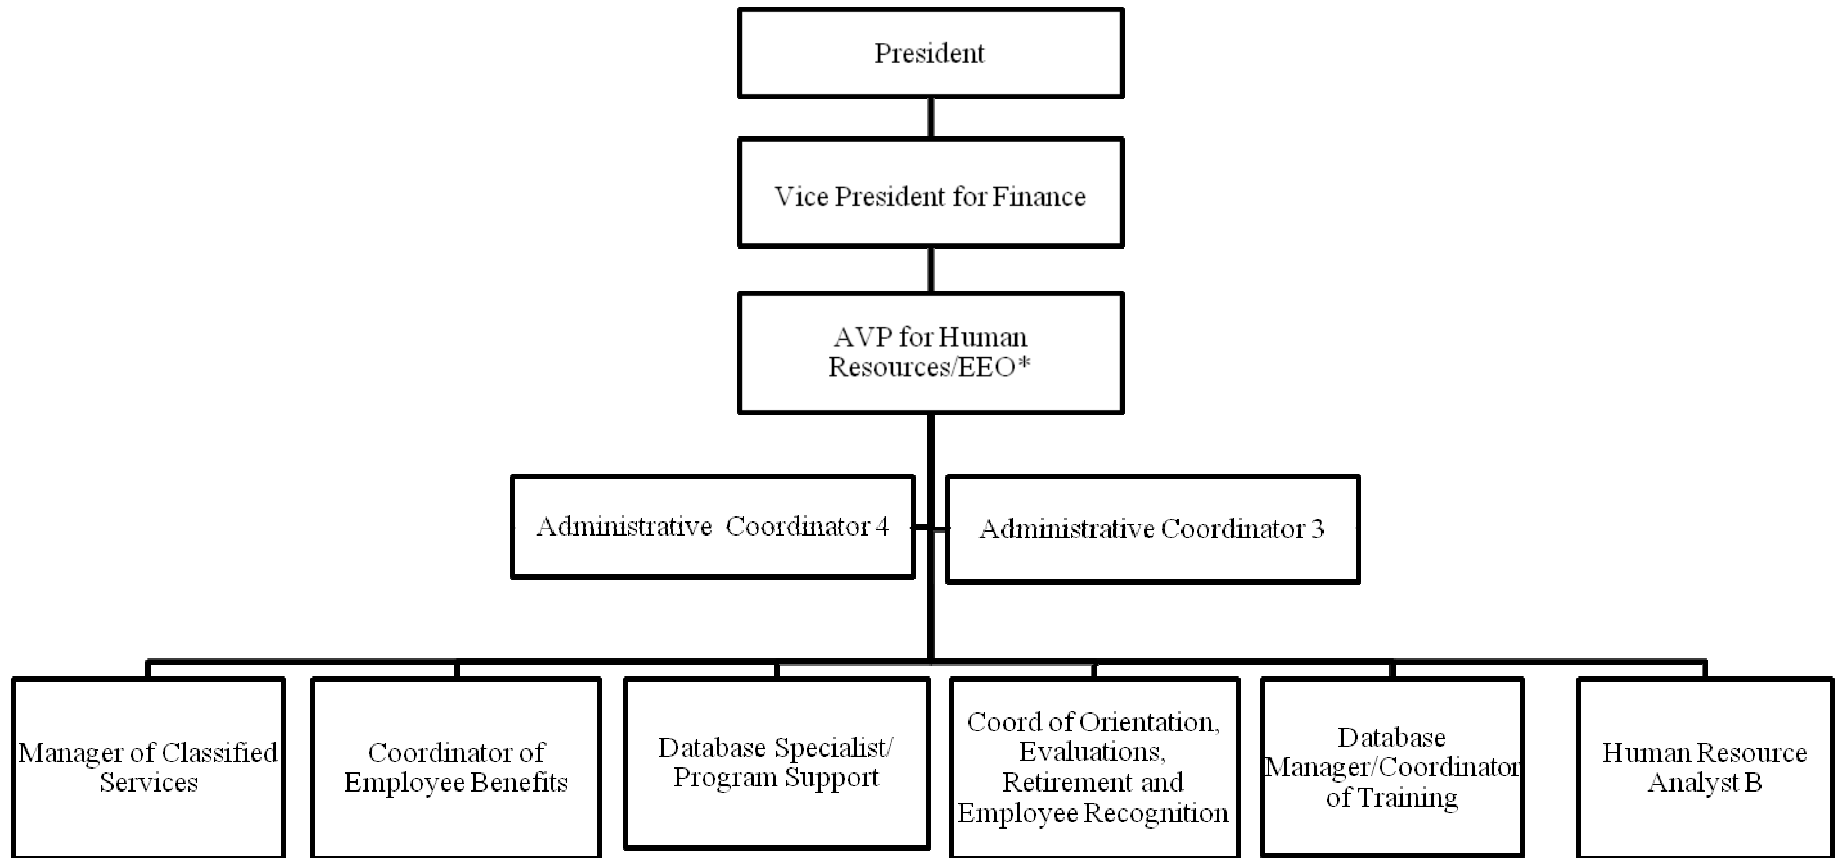 President
Vice President for Finance
AVP for Human
Resources/EEO*
Administrative Coordinator 4
Administrative Coordinator 3
Manager of Classified
Services
Coordinator of
Employee Benefits
Database Specialist/
Program Support
Coord of Orientation,
Evaluations,
Retirement and
Employee Recognition
Database
Manager/Coordinator
of Training
Human Resource
Analyst B